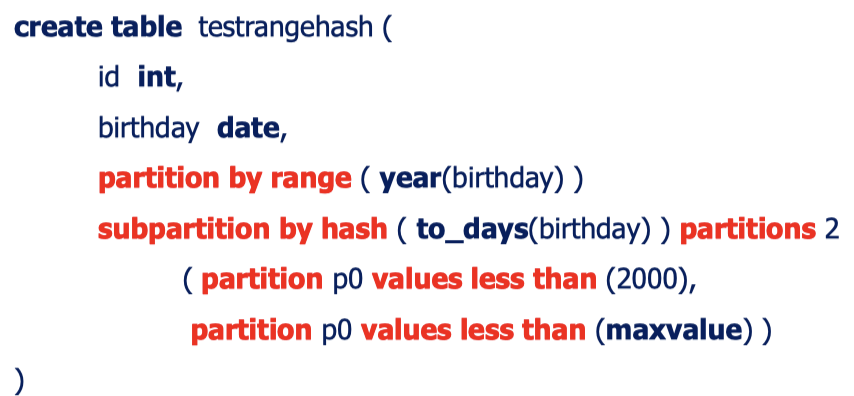 create table testrangehash (
id int,
birthday date,
partition by range ( year(birthday) )
subpartition by hash ( to_days(birthday) ) partitions 2
( partition p0 values less than (2000),
partition p0 values less than (maxvalue) )
)